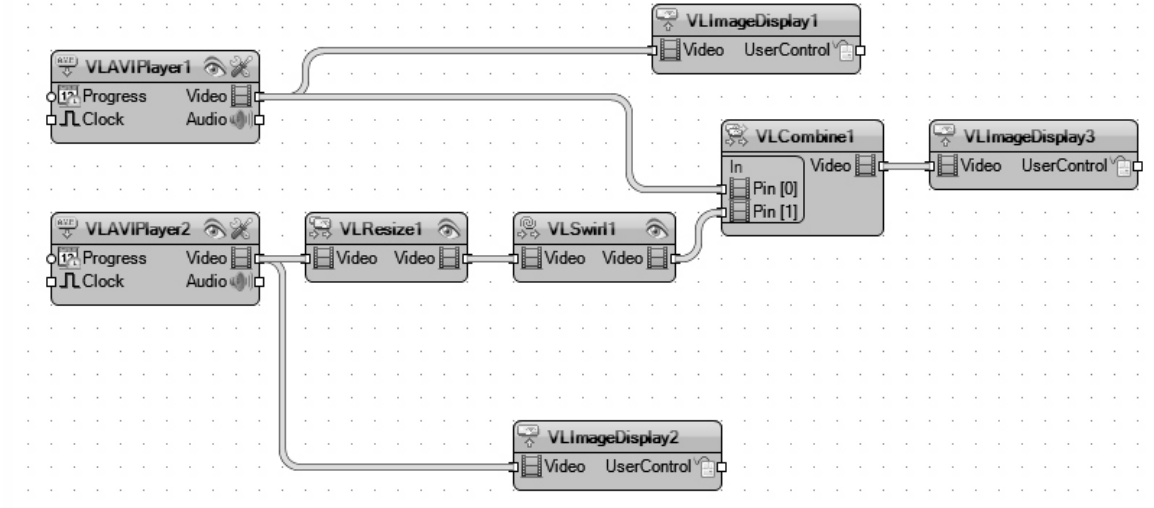 VLImageDisplay1
Video UserControl
VLAVIPlayer1
Progress Video
Clock Audio
VLCombine1
In Video
Pin [0]
Pin [1]
VLImageDisplay3
Video UserControl
VLAVIPlayer2
Progress Video
Clock Audio
VLResize1
Video Video
VLSwirl1
Video Video
VLImageDisplay2
Video UserControl